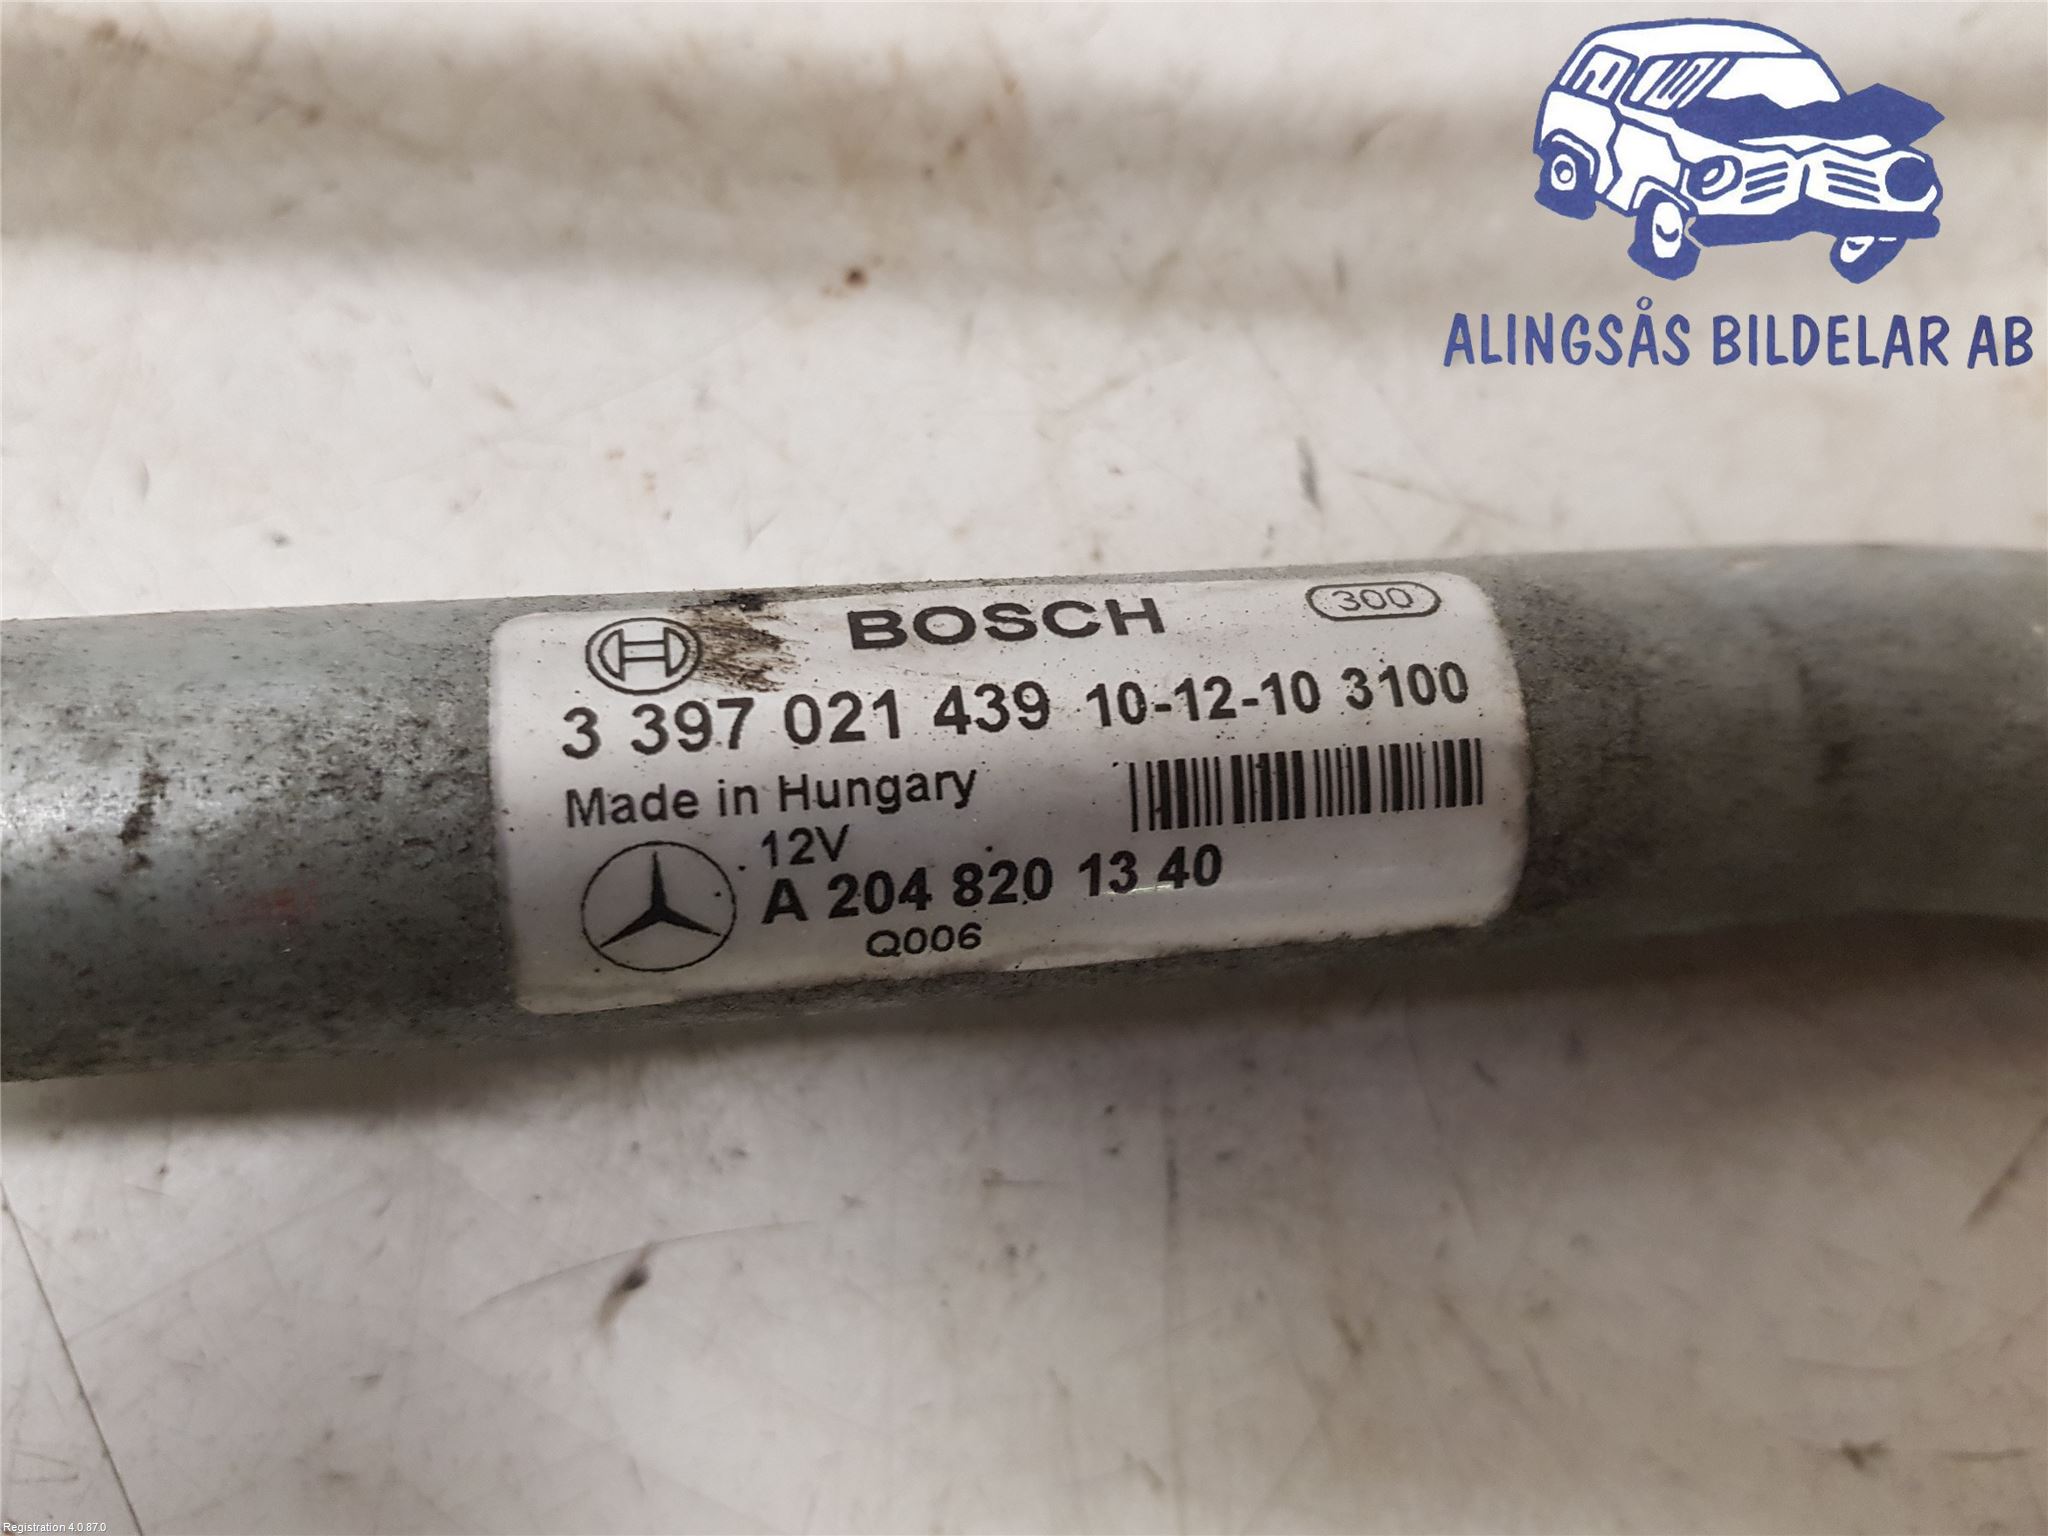 ALINGSÅS BILDELAR AB
BOSCH 300
3 397 021 439 10-12-10 3100
Made in Hungary
12V
A 204 820 13 40
Q006
Registration 4.0.87.0